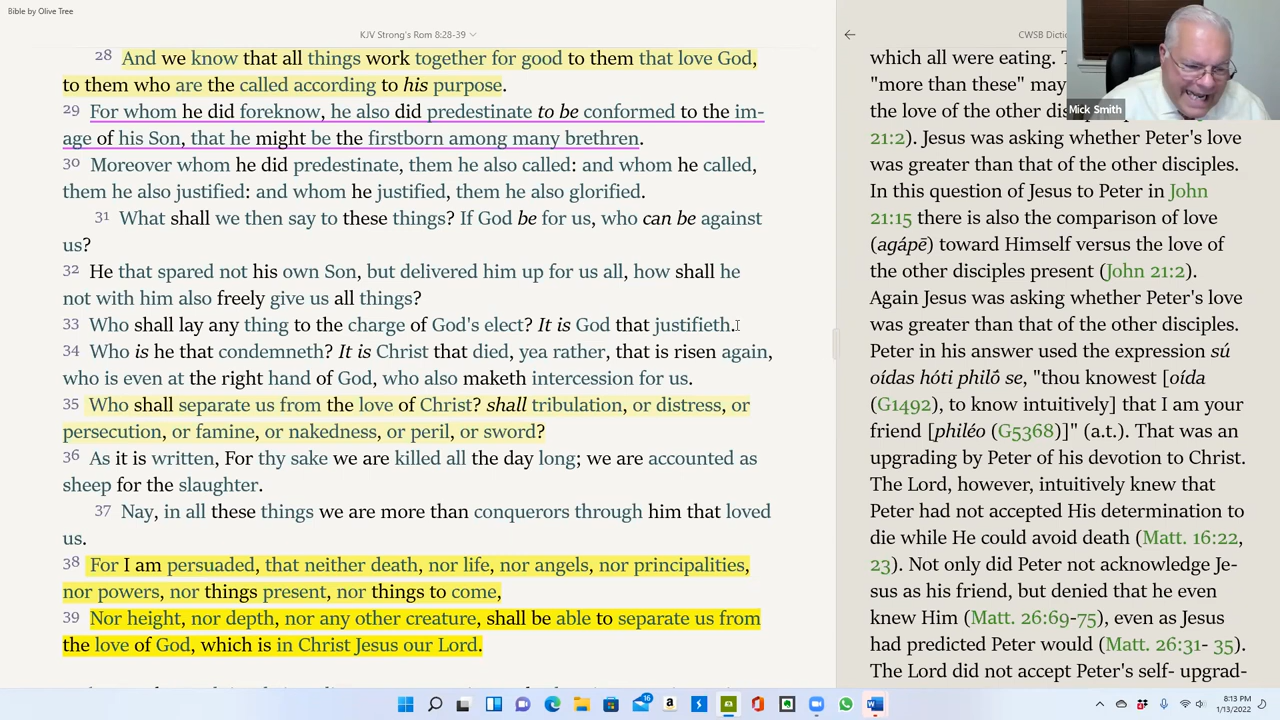 Bible by Olive Tree
KJV Strong's Rom 8:28-39
28 And we know that all things work together for good to them that love God,
to them who are the called according to his purpose.
29 For whom he did foreknow, he also did predestinate to be conformed to the im-
age of his Son, that he might be the firstborn among many brethren.
30 Moreover whom he did predestinate, them he also called: and whom he called,
them he also justified: and whom he justified, them he also glorified.
31 What shall we then say to these things? If God be for us, who can be against
us?
32 He that spared not his own Son, but delivered him up for us all, how shall he
not with him also freely give us all things?
33 Who shall lay any thing to the charge of God's elect? It is God that justifieth.
34 Who is he that condemneth? It is Christ that died, yea rather, that is risen again,
who is even at the right hand of God, who also maketh intercession for us.
35 Who shall separate us from the love of Christ? shall tribulation, or distress, or
persecution, or famine, or nakedness, or peril, or sword?
36 As it is written, For thy sake we are killed all the day long; we are accounted as
sheep for the slaughter.
37 Nay, in all these things we are more than conquerors through him that loved
us.
38 For I am persuaded, that neither death, nor life, nor angels, nor principalities,
nor powers, nor things present, nor things to come,
39 Nor height, nor depth, nor any other creature, shall be able to separate us from
the love of God, which is in Christ Jesus our Lord.
CWSB
which all were eating.
"more than these" may
the love of the other
21:2). Jesus was asking whether Peter's love
was greater than that of the other disciples.
In this question of Jesus to Peter in John
21:15 there is also the comparison of love
(agápē) toward Himself versus the love of
the other disciples present (John 21:2).
Again Jesus was asking whether Peter's love
was greater than that of the other disciples.
Peter in his answer used the expression sú
oídas hóti philṓ se, "thou knowest [oída
(G1492), to know intuitively] that I am your
friend [philéo (G5368)]" (a.t.). That was an
upgrading by Peter of his devotion to Christ.
The Lord, however, intuitively knew that
Peter had not accepted His determination to
die while He could avoid death (Matt. 16:22,
23). Not only did Peter not acknowledge Je-
sus as his friend, but denied that he even
knew Him (Matt. 26:69-75), even as Jesus
had predicted Peter would (Matt. 26:31- 35).
The Lord did not accept Peter's self- upgrad-
Mick Smith
16
8:13 PM
1/13/2022